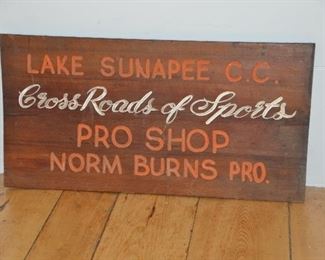 LAKE SUNAPEE C.C.
Cross Roads of Sports
PRO SHOP
NORM BURNS PRO.